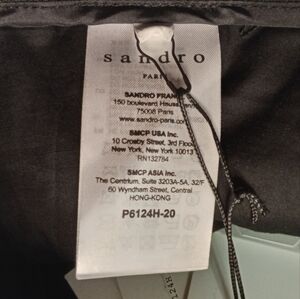 sandro
PARIS
SANDRO FRANCE
150 boulevard Haussmann
75008 Paris
www.sandro-paris.com
SMCP USA Inc.
10 Crosby Street, 3rd Floor
New York, New York 10013
RN132784
SMCP ASIA Inc.
The Centrium, Suite 3203A-5A, 32/F
60 Wyndham Street, Central
HONG-KONG
P6124H-20